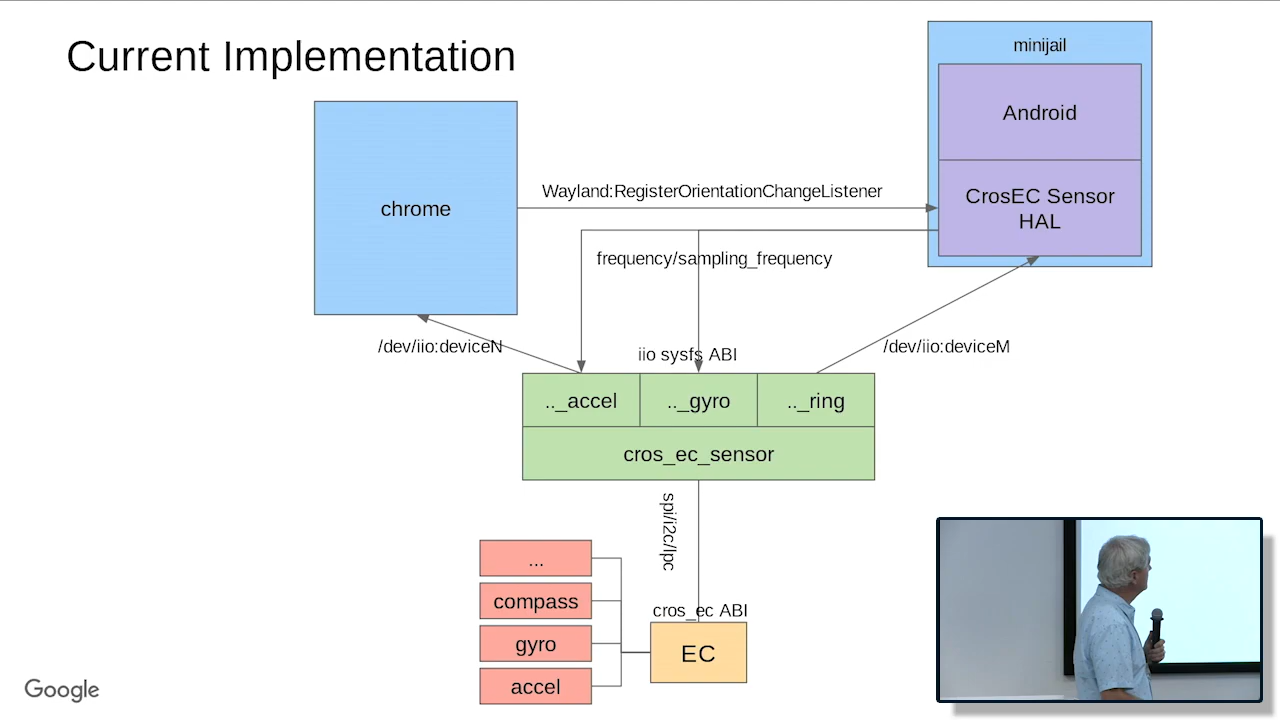 Current Implementation
minijail
Android
chrome
Wayland:RegisterOrientationChangeListener
CrosEC Sensor
HAL
frequency/sampling_frequency
/dev/iio:deviceN
iio sysfs ABI
/dev/iio:deviceM
.._accel
.._gyro
.._ring
cros_ec_sensor
spi/i2c/lpc
...
compass
gyro
accel
cros_ec ABI
EC
Google